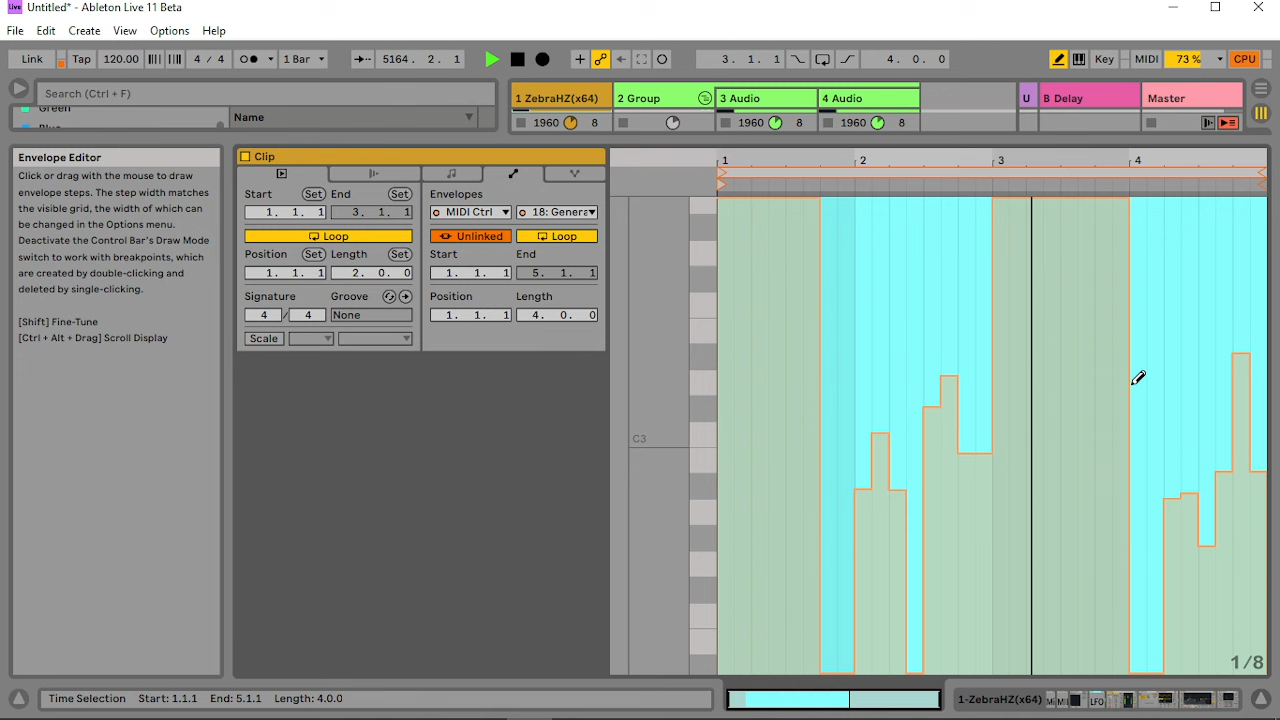 Live Untitled* - Ableton Live 11 Beta
File Edit Create View Options Help
Link Tap 120.00 4 / 4 1 Bar 5164. 2. 1 3. 1. 1 4. 0. 0 Key MIDI 73 % CPU
Search (Ctrl + F)
Name
1 ZebraHZ(x64) 2 Group 3 Audio 4 Audio U B Delay Master
1960 8 1960 8 1960 8
Envelope Editor
Click or drag with the mouse to draw
envelope steps. The step width matches
the visible grid, the width of which can
be changed in the Options menu.
Deactivate the Control Bar's Draw Mode
switch to work with breakpoints, which
are created by double-clicking and
deleted by single-clicking.
[Shift] Fine-Tune
[Ctrl + Alt + Drag] Scroll Display
Clip
Start Set End Set
1. 1. 1 3. 1. 1
Loop
Position Set Length Set
1. 1. 1 2. 0. 0
Signature Groove
4 / 4 None
Scale
Envelopes
MIDI Ctrl 18: Genera
Unlinked Loop
Start End
1. 1. 1 5. 1. 1
Position Length
1. 1. 1 4. 0. 0
1 2 3 4
C3
1/8
Time Selection Start: 1.1.1 End: 5.1.1 Length: 4.0.0
1-ZebraHZ(x64) LFO